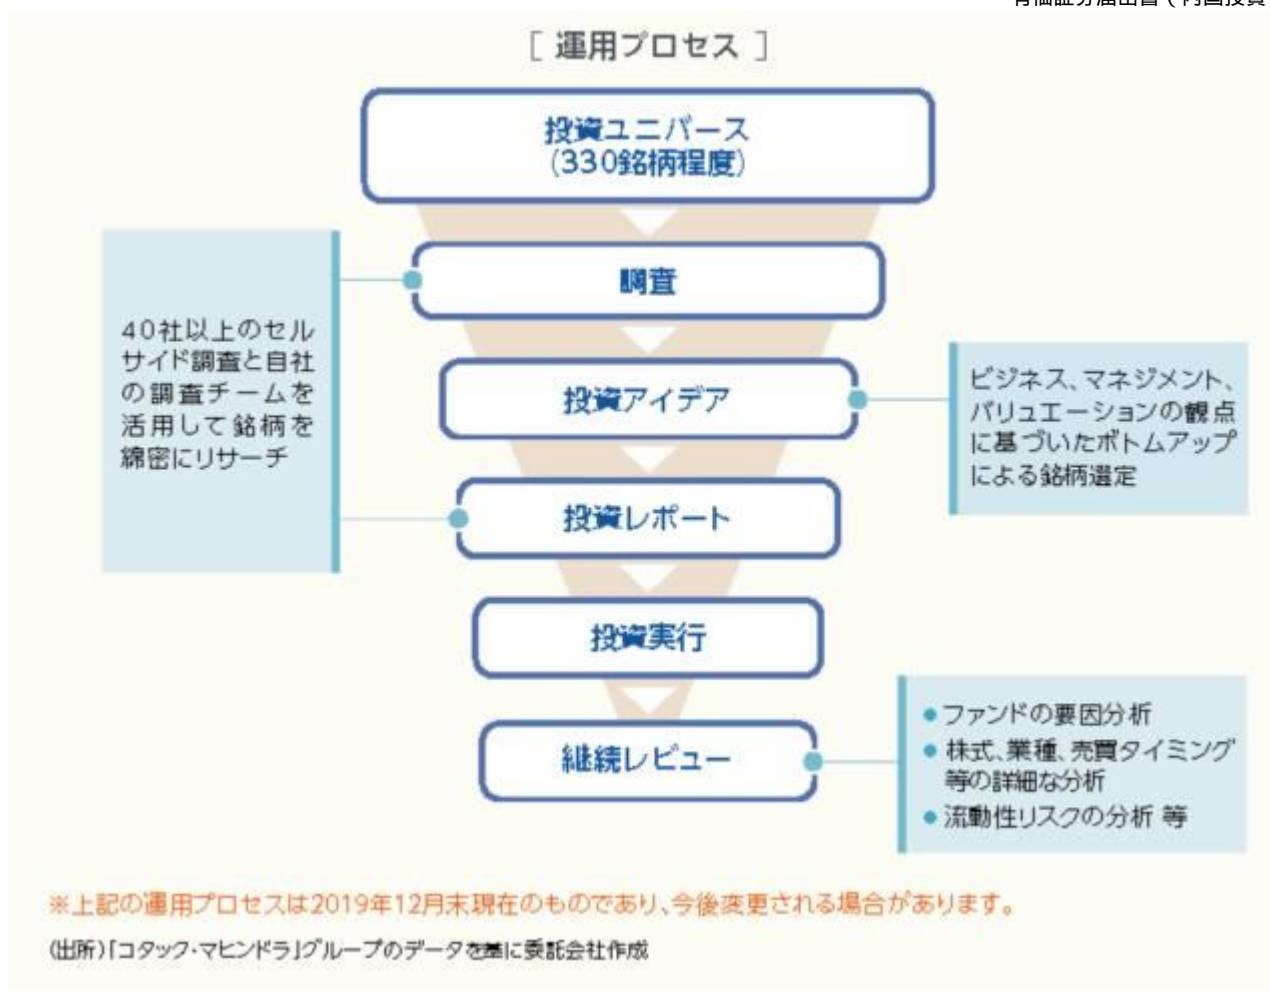 [ 運用プロセス ]
投資ユニバース
(330銘柄程度)
調査
40社以上のセル
サイド調査と自社
の調査チームを
活用して銘柄を
綿密にリサーチ
投資アイデア
ビジネス、マネジメント、
バリュエーションの観点
に基づいたボトムアップ
による銘柄選定
投資レポート
投資実行
継続レビュー
● ファンドの要因分析
● 株式、業種、売買タイミング
等の詳細な分析
● 流動性リスクの分析 等
※上記の運用プロセスは2019年12月末現在のものであり、今後変更される場合があります。
(出所)「コタック・マヒンドラ」グループのデータを基に委託会社作成